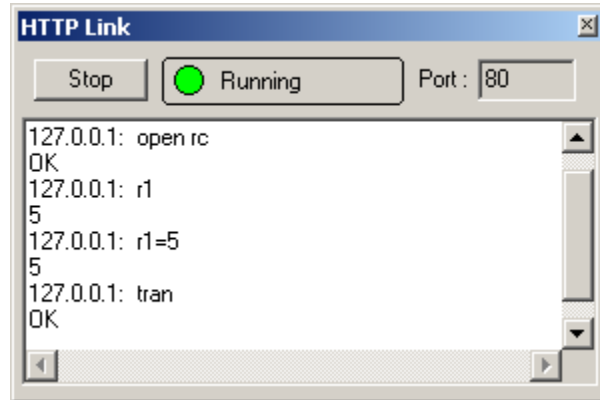 HTTP Link
Stop Running Port : 80
127.0.0.1: open rc
OK
127.0.0.1: r1
5
127.0.0.1: r1=5
5
127.0.0.1: tran
OK